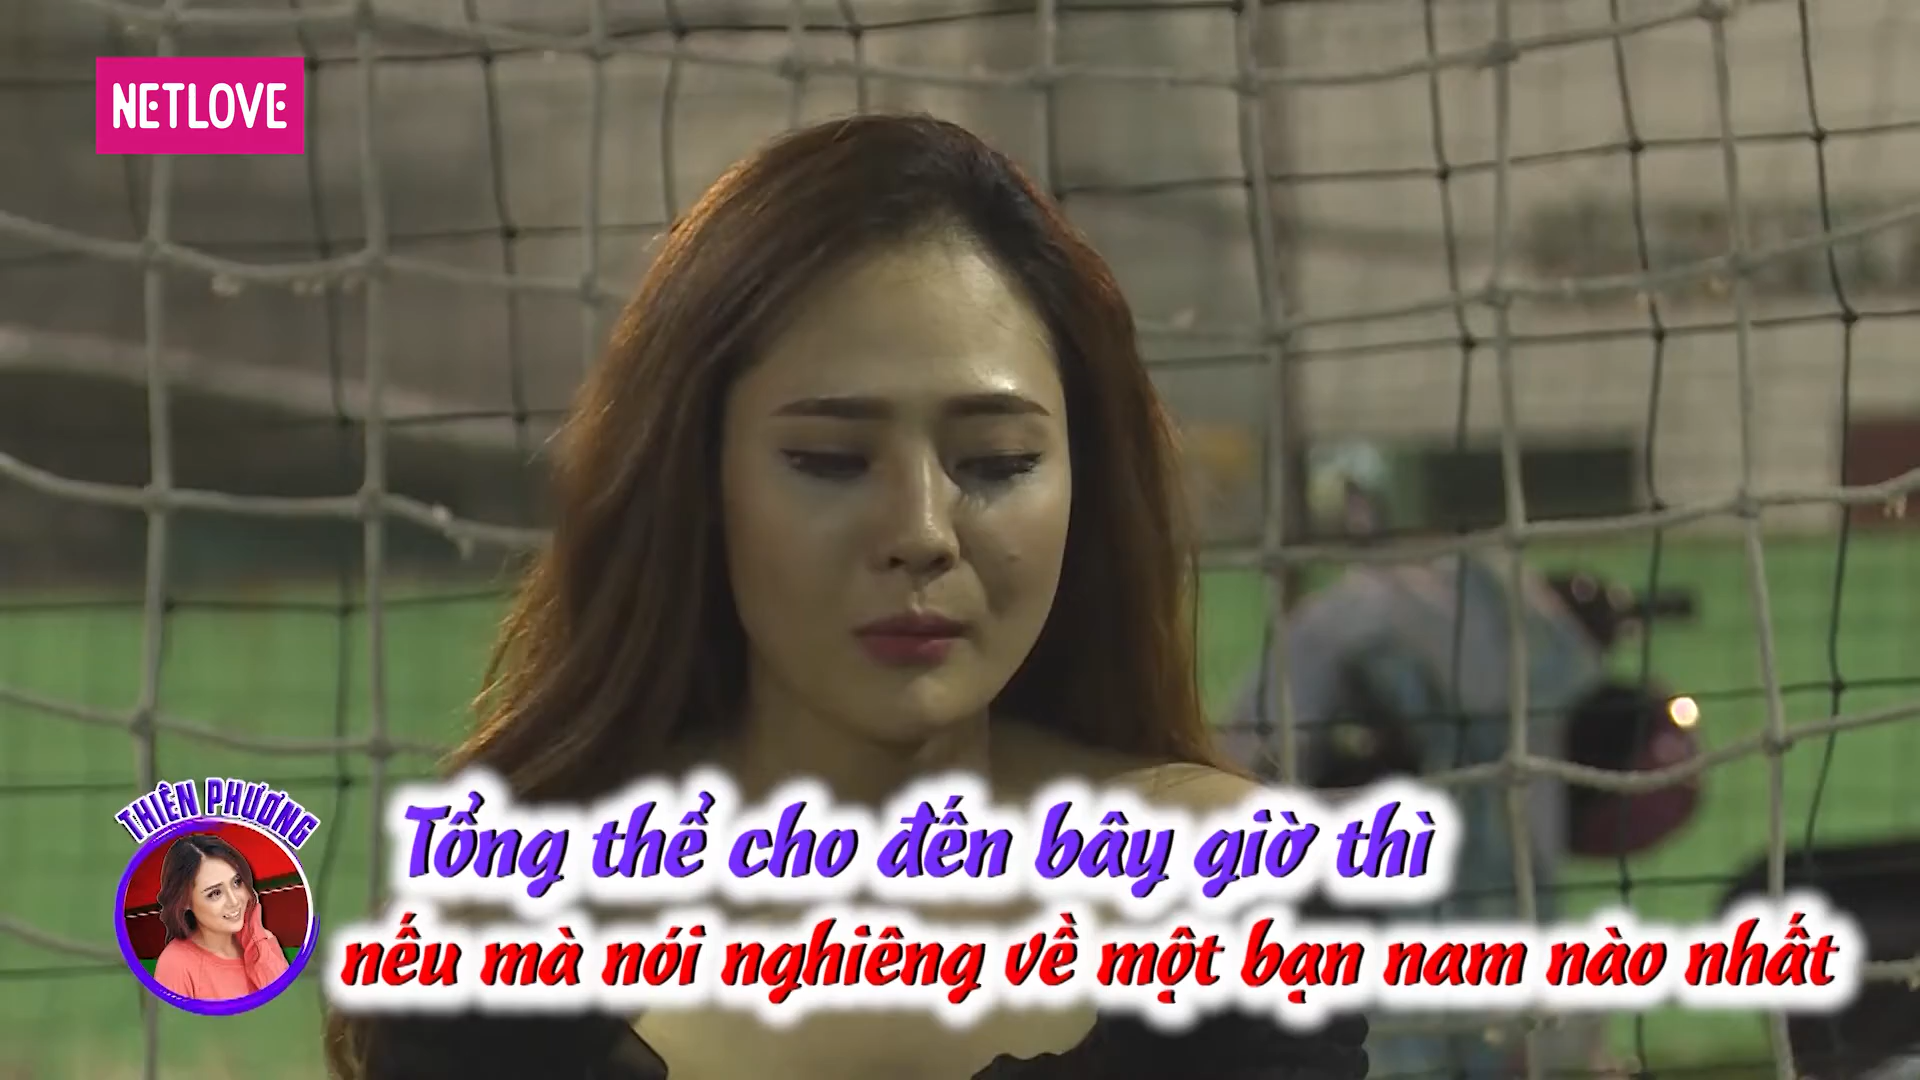 NETLOVE
THIÊN PHƯƠNG
Tổng thể cho đến bây giờ thì
nếu mà nói nghiêng về một bạn nam nào nhất